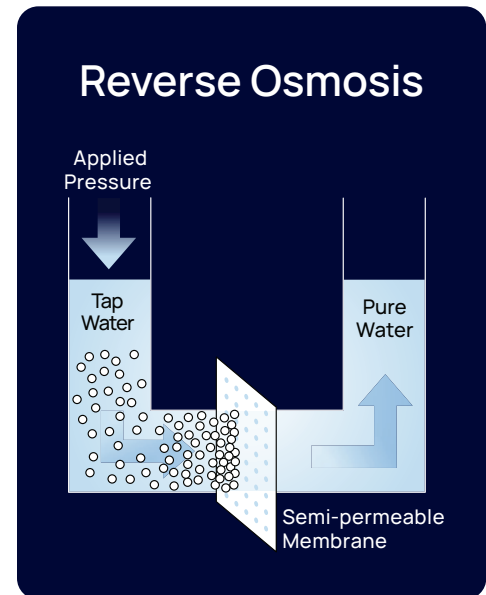 Reverse Osmosis
Applied
Pressure
Tap
Water
Pure
Water
Semi-permeable
Membrane